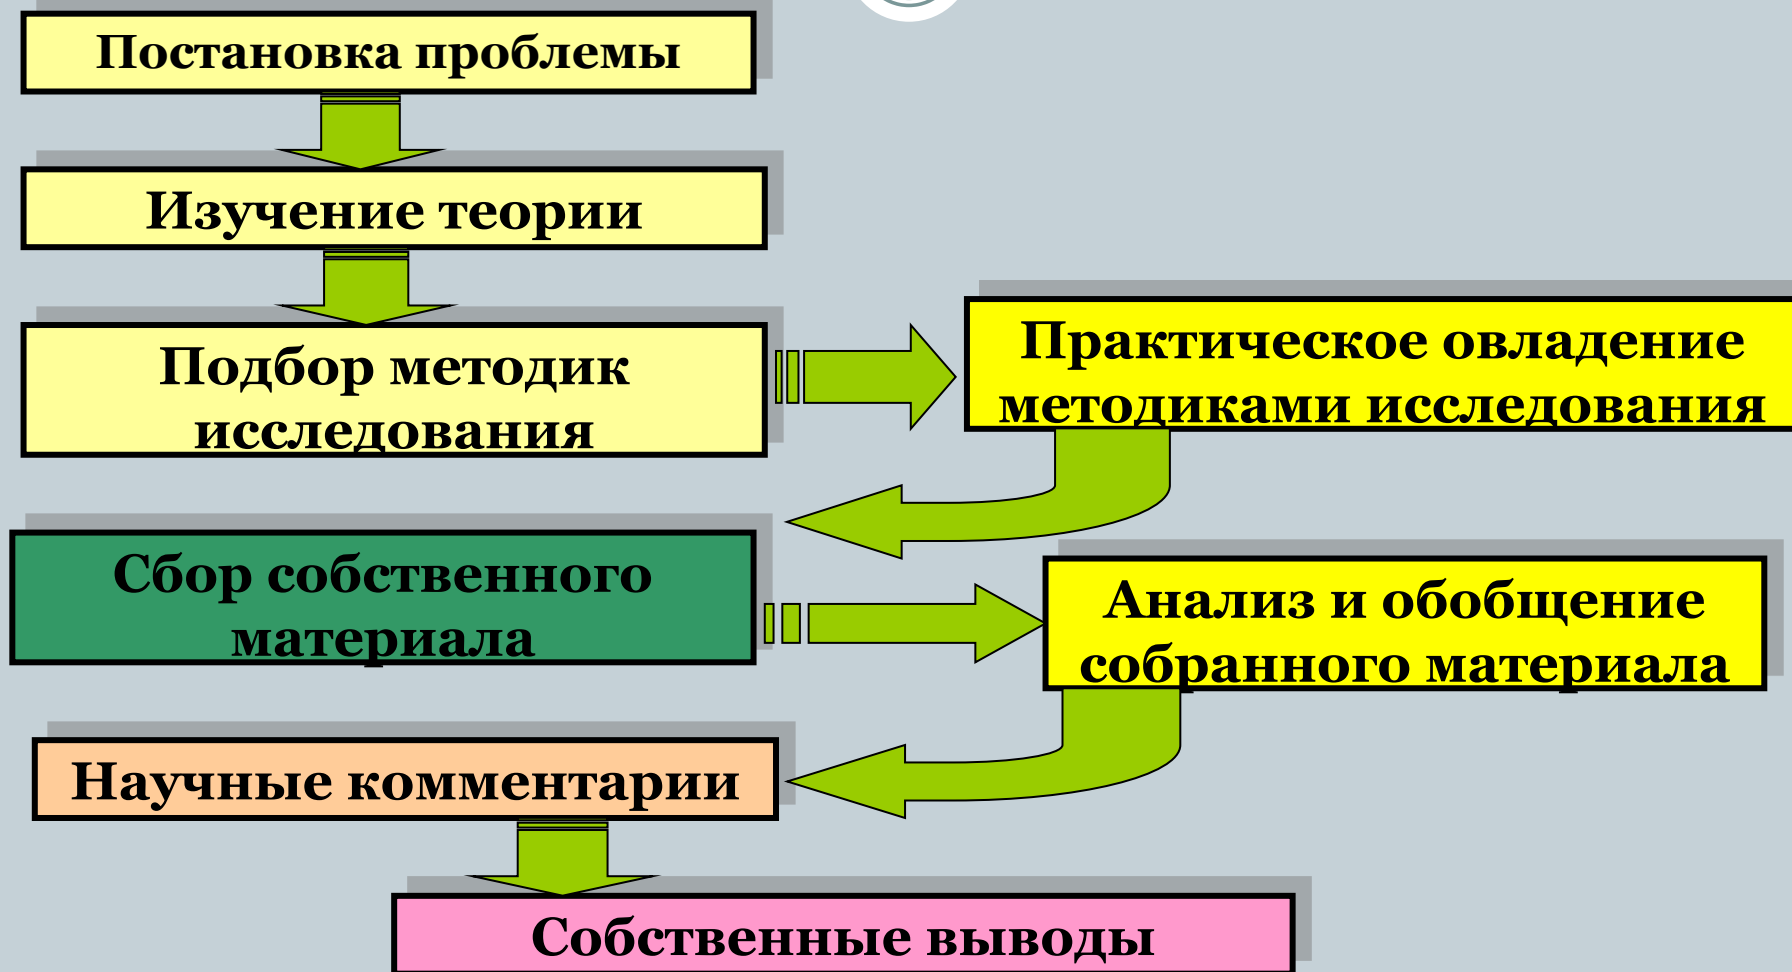 Постановка проблемы
Изучение теории
Подбор методик
исследования
Практическое овладение
методиками исследования
Сбор собственного
материала
Анализ и обобщение
собранного материала
Научные комментарии
Собственные выводы